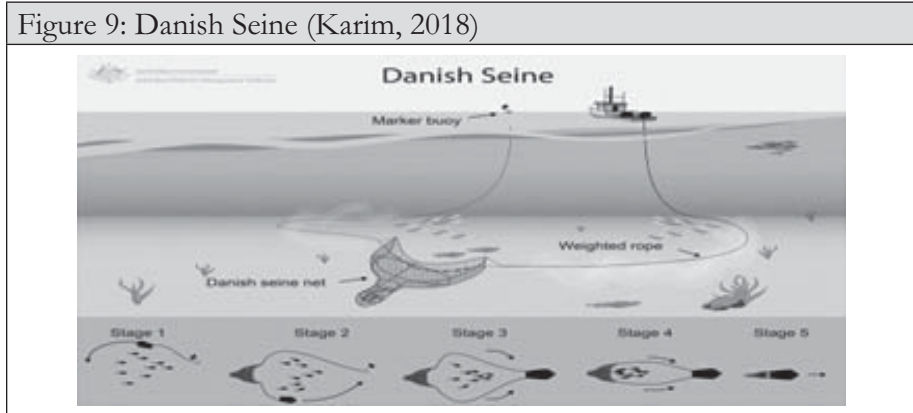 Figure 9: Danish Seine (Karim, 2018)
Danish Seine
Marker buoy
Weighted rope
Danish seine net
Stage 1 Stage 2 Stage 3 Stage 4 Stage 5